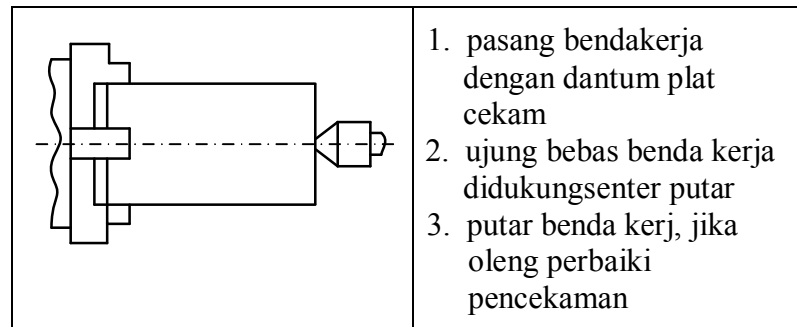 1. pasang bendakerja
dengan dantum plat
cekam
2. ujung bebas benda kerja
didukungsenter putar
3. putar benda kerj, jika
oleng perbaiki
pencekaman